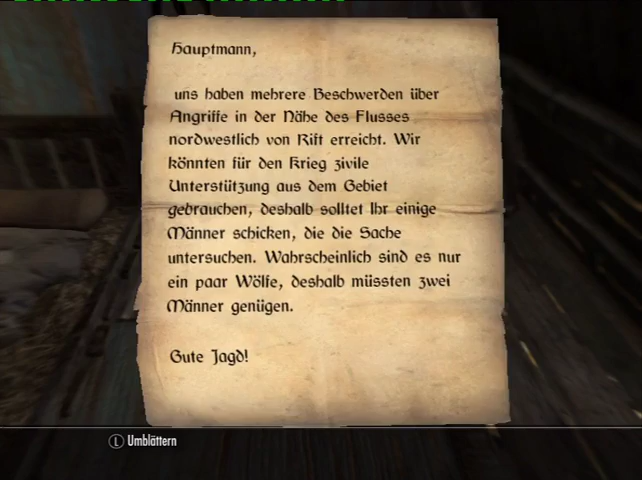 Hauptmann,
uns haben mehrere Beschwerden über
Angriffe in der Nähe des Flusses
nordwestlich von Rift erreicht. Wir
könnten für den Krieg zivile
Unterstützung aus dem Gebiet
gebrauchen, deshalb solltet Ihr einige
Männer schicken, die die Sache
untersuchen. Wahrscheinlich sind es nur
ein paar Wölfe, deshalb müssten zwei
Männer genügen.
Gute Jagd!
L Umblättern